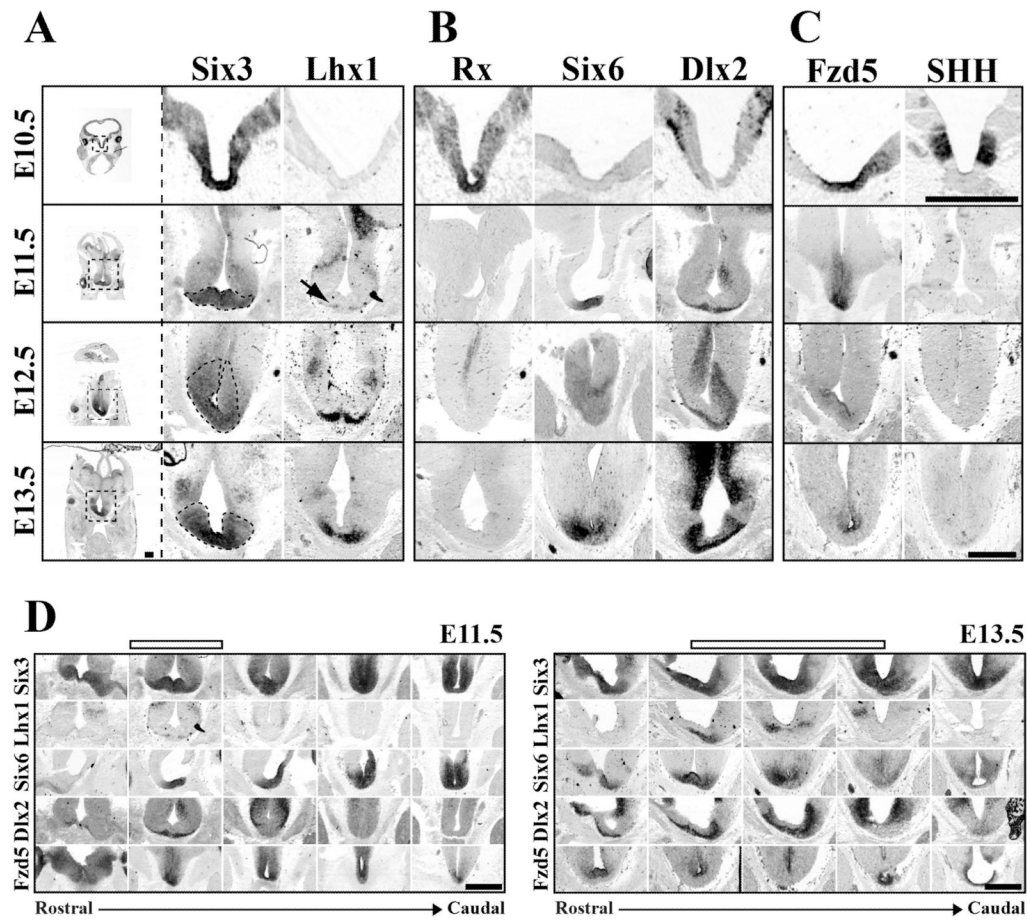 A
B
C
Six3 Lhx1 Rx Six6 Dlx2 Fzd5 SHH
E10.5
E11.5
E12.5
E13.5
D
E11.5 E13.5
Six3
Lhx1
Six6
Dlx2
Fzd5
Six3
Lhx1
Six6
Dlx2
Fzd5
Rostral Caudal Rostral Caudal